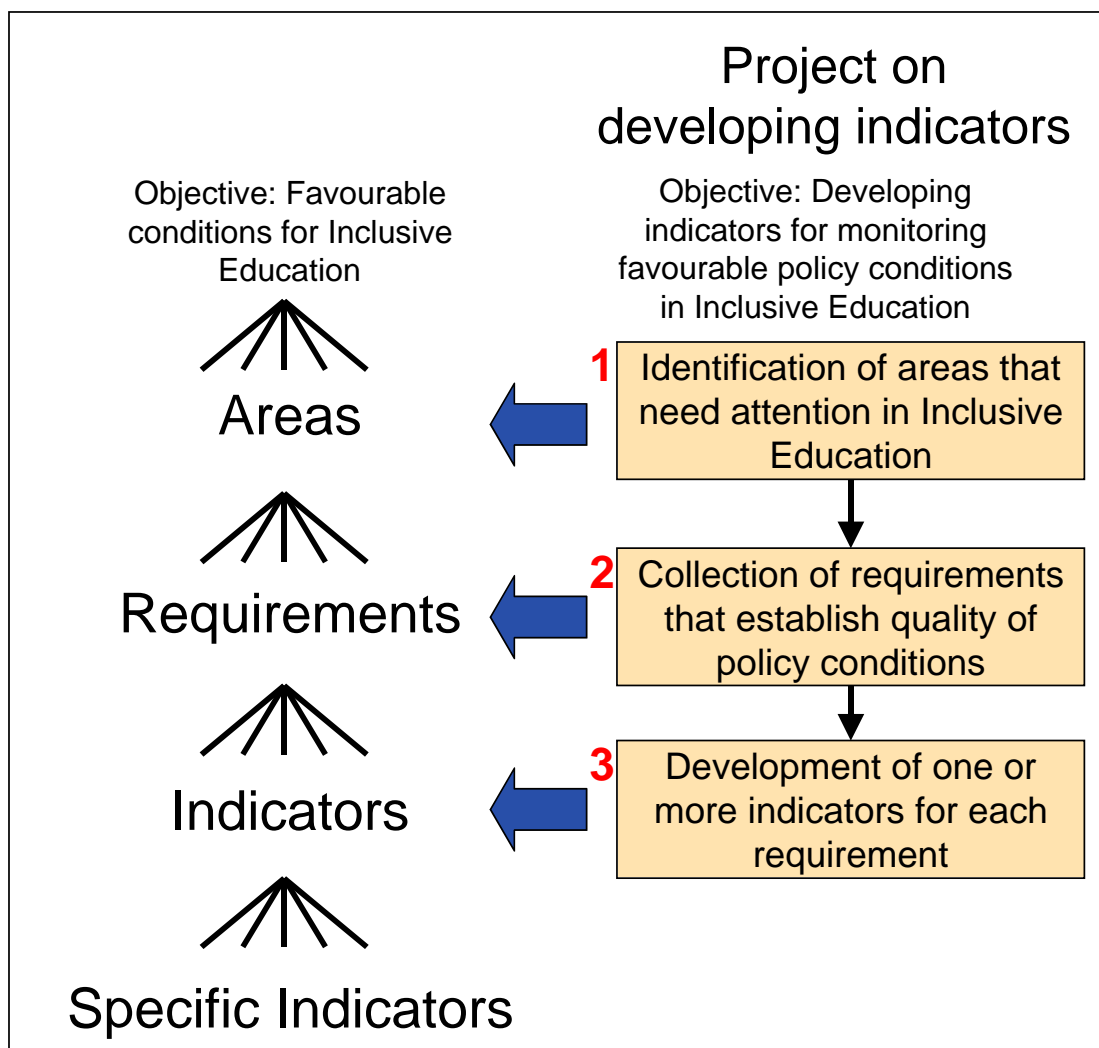 Project on
developing indicators
Objective: Favourable
conditions for Inclusive
Education
Objective: Developing
indicators for monitoring
favourable policy conditions
in Inclusive Education
Areas
1
Identification of areas that
need attention in Inclusive
Education
Requirements
2
Collection of requirements
that establish quality of
policy conditions
Indicators
3
Development of one or
more indicators for each
requirement
Specific Indicators